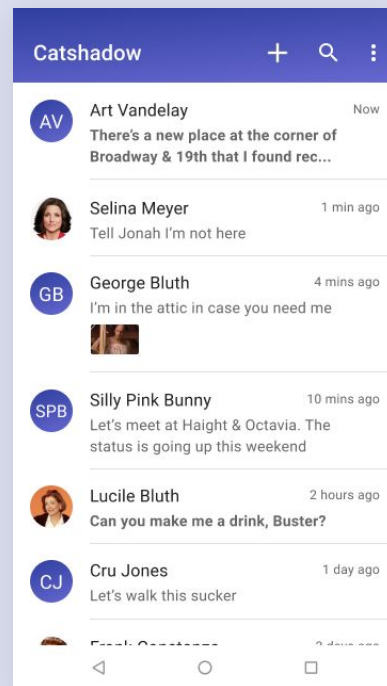 Catshadow
AV
Art Vandelay
Now
There's a new place at the corner of
Broadway & 19th that I found rec...
Selina Meyer
1 min ago
Tell Jonah I'm not here
GB
George Bluth
4 mins ago
I'm in the attic in case you need me
SPB
Silly Pink Bunny
10 mins ago
Let's meet at Haight & Octavia. The
status is going up this weekend
Lucile Bluth
2 hours ago
Can you make me a drink, Buster?
CJ
Cru Jones
1 day ago
Let's walk this sucker